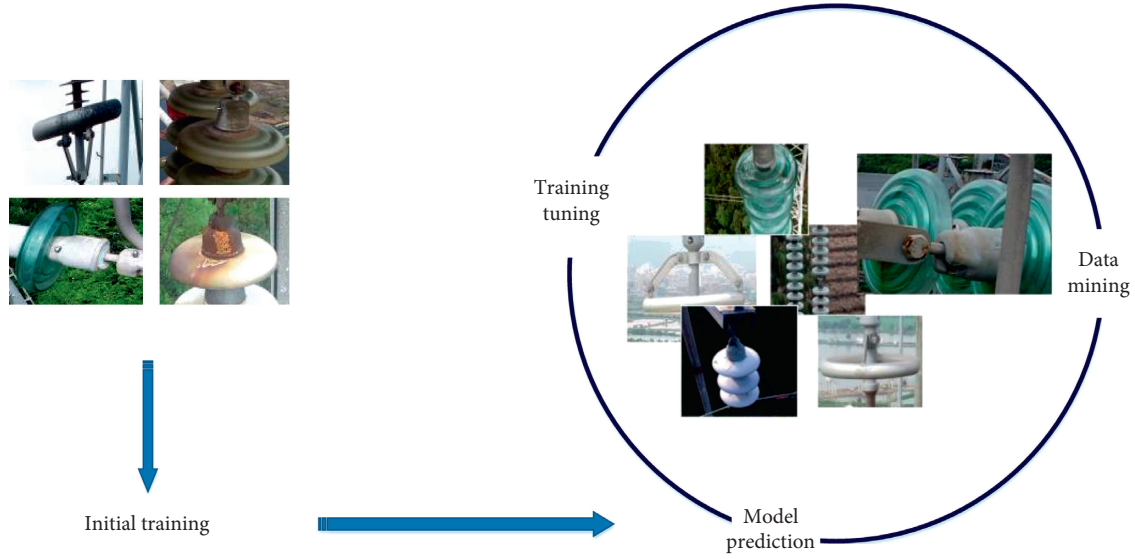 Training
tuning
Data
mining
Initial training
Model
prediction